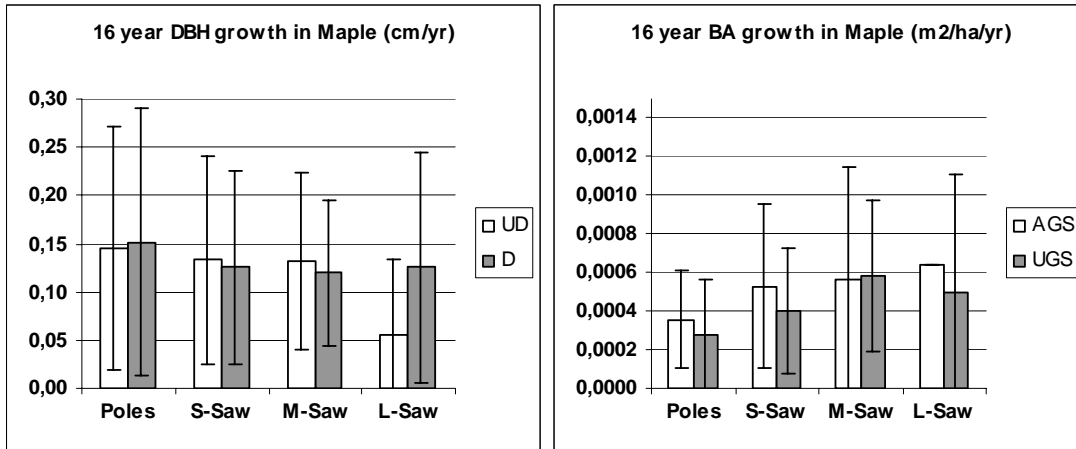 16 year DBH growth in Maple (cm/yr)
0,30
0,25
0,20
0,15
0,10
0,05
0,00
Poles S-Saw M-Saw L-Saw
UD
D
16 year BA growth in Maple (m2/ha/yr)
0,0014
0,0012
0,0010
0,0008
0,0006
0,0004
0,0002
0,0000
Poles S-Saw M-Saw L-Saw
AGS
UGS